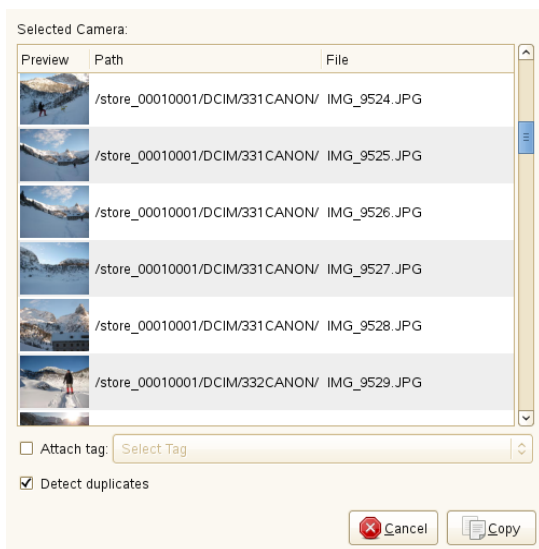 Selected Camera:
Preview Path File
/store_00010001/DCIM/331CANON/ IMG_9524.JPG
/store_00010001/DCIM/331CANON/ IMG_9525.JPG
/store_00010001/DCIM/331CANON/ IMG_9526.JPG
/store_00010001/DCIM/331CANON/ IMG_9527.JPG
/store_00010001/DCIM/331CANON/ IMG_9528.JPG
/store_00010001/DCIM/332CANON/ IMG_9529.JPG
Attach tag: Select Tag
Detect duplicates
Cancel Copy